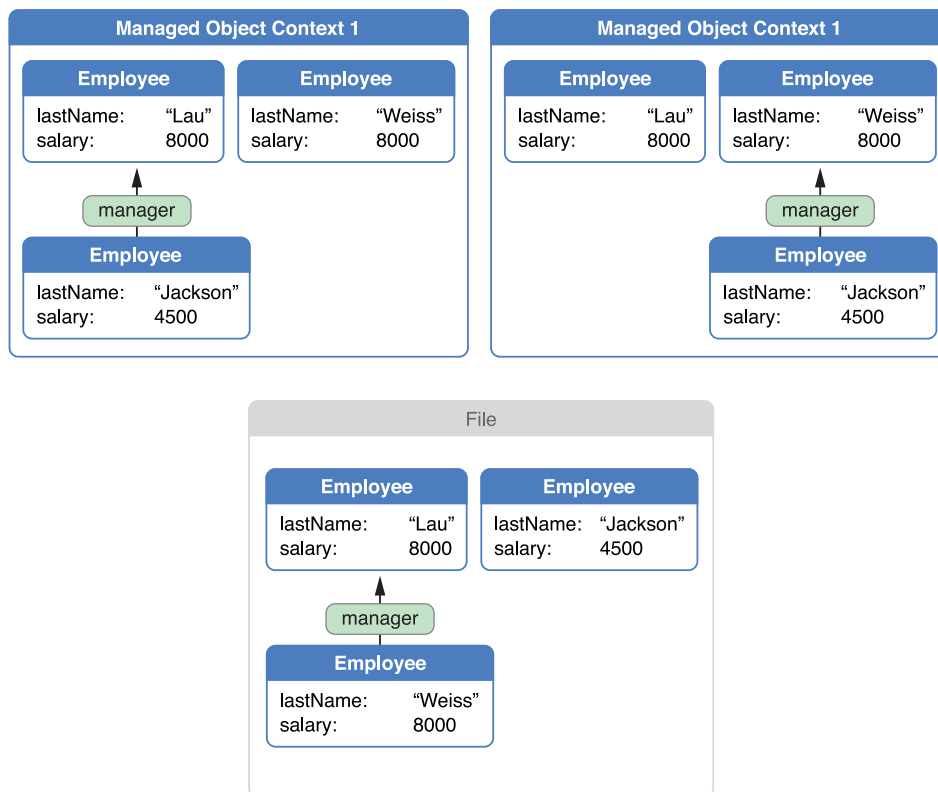 Managed Object Context 1
Employee
lastName: “Lau”
salary: 8000
Employee
lastName: “Weiss”
salary: 8000
manager
Employee
lastName: “Jackson”
salary: 4500
Managed Object Context 1
Employee
lastName: “Lau”
salary: 8000
Employee
lastName: “Weiss”
salary: 8000
manager
Employee
lastName: “Jackson”
salary: 4500
File
Employee
lastName: “Lau”
salary: 8000
Employee
lastName: “Jackson”
salary: 4500
manager
Employee
lastName: “Weiss”
salary: 8000